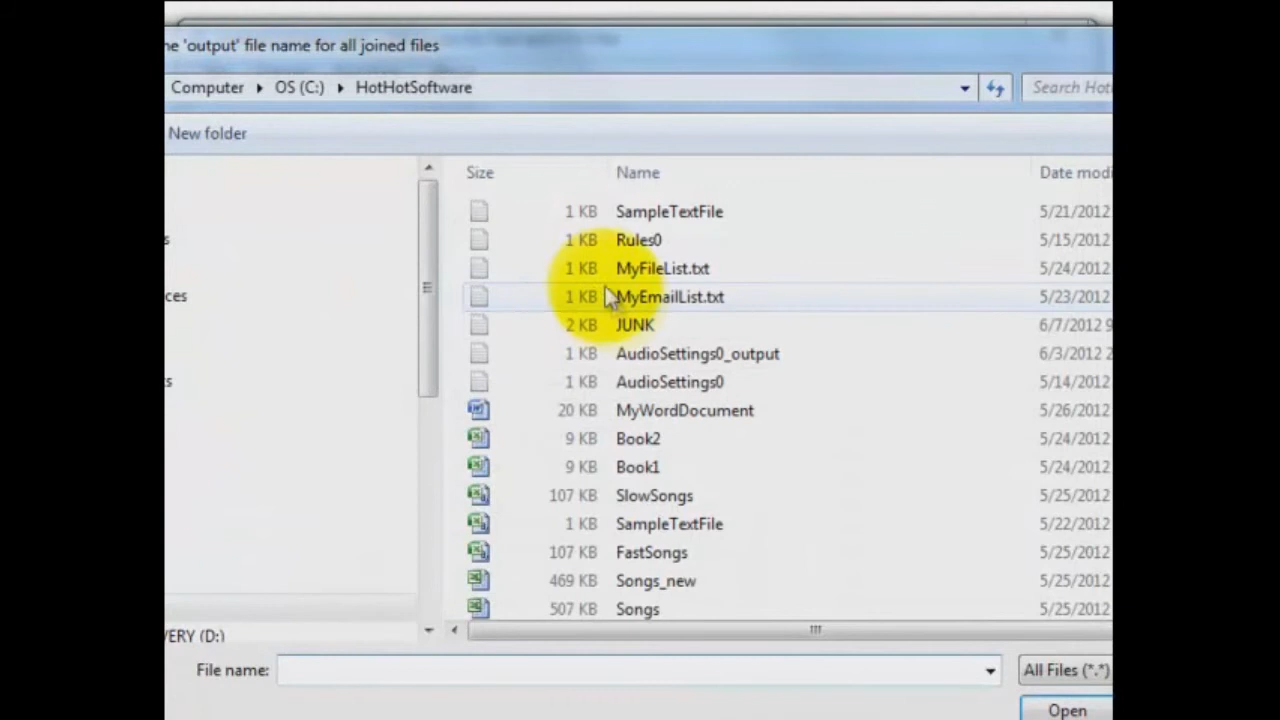 ne 'output' file name for all joined files
Computer ▸ OS (C:) ▸ HotHotSoftware
Search Hot
New folder
Size Name Date modi
1 KB SampleTextFile 5/21/2012
s 1 KB Rules0 5/15/2012
1 KB MyFileList.txt 5/24/2012
ces 1 KB MyEmailList.txt 5/23/2012
2 KB JUNK 6/7/2012 9
1 KB AudioSettings0_output 6/3/2012 2
s 1 KB AudioSettings0 5/14/2012
20 KB MyWordDocument 5/26/2012
9 KB Book2 5/24/2012
9 KB Book1 5/24/2012
107 KB SlowSongs 5/25/2012
1 KB SampleTextFile 5/22/2012
107 KB FastSongs 5/25/2012
469 KB Songs_new 5/25/2012
507 KB Songs 5/25/2012
VERY (D:)
File name: All Files (*.*)
Open